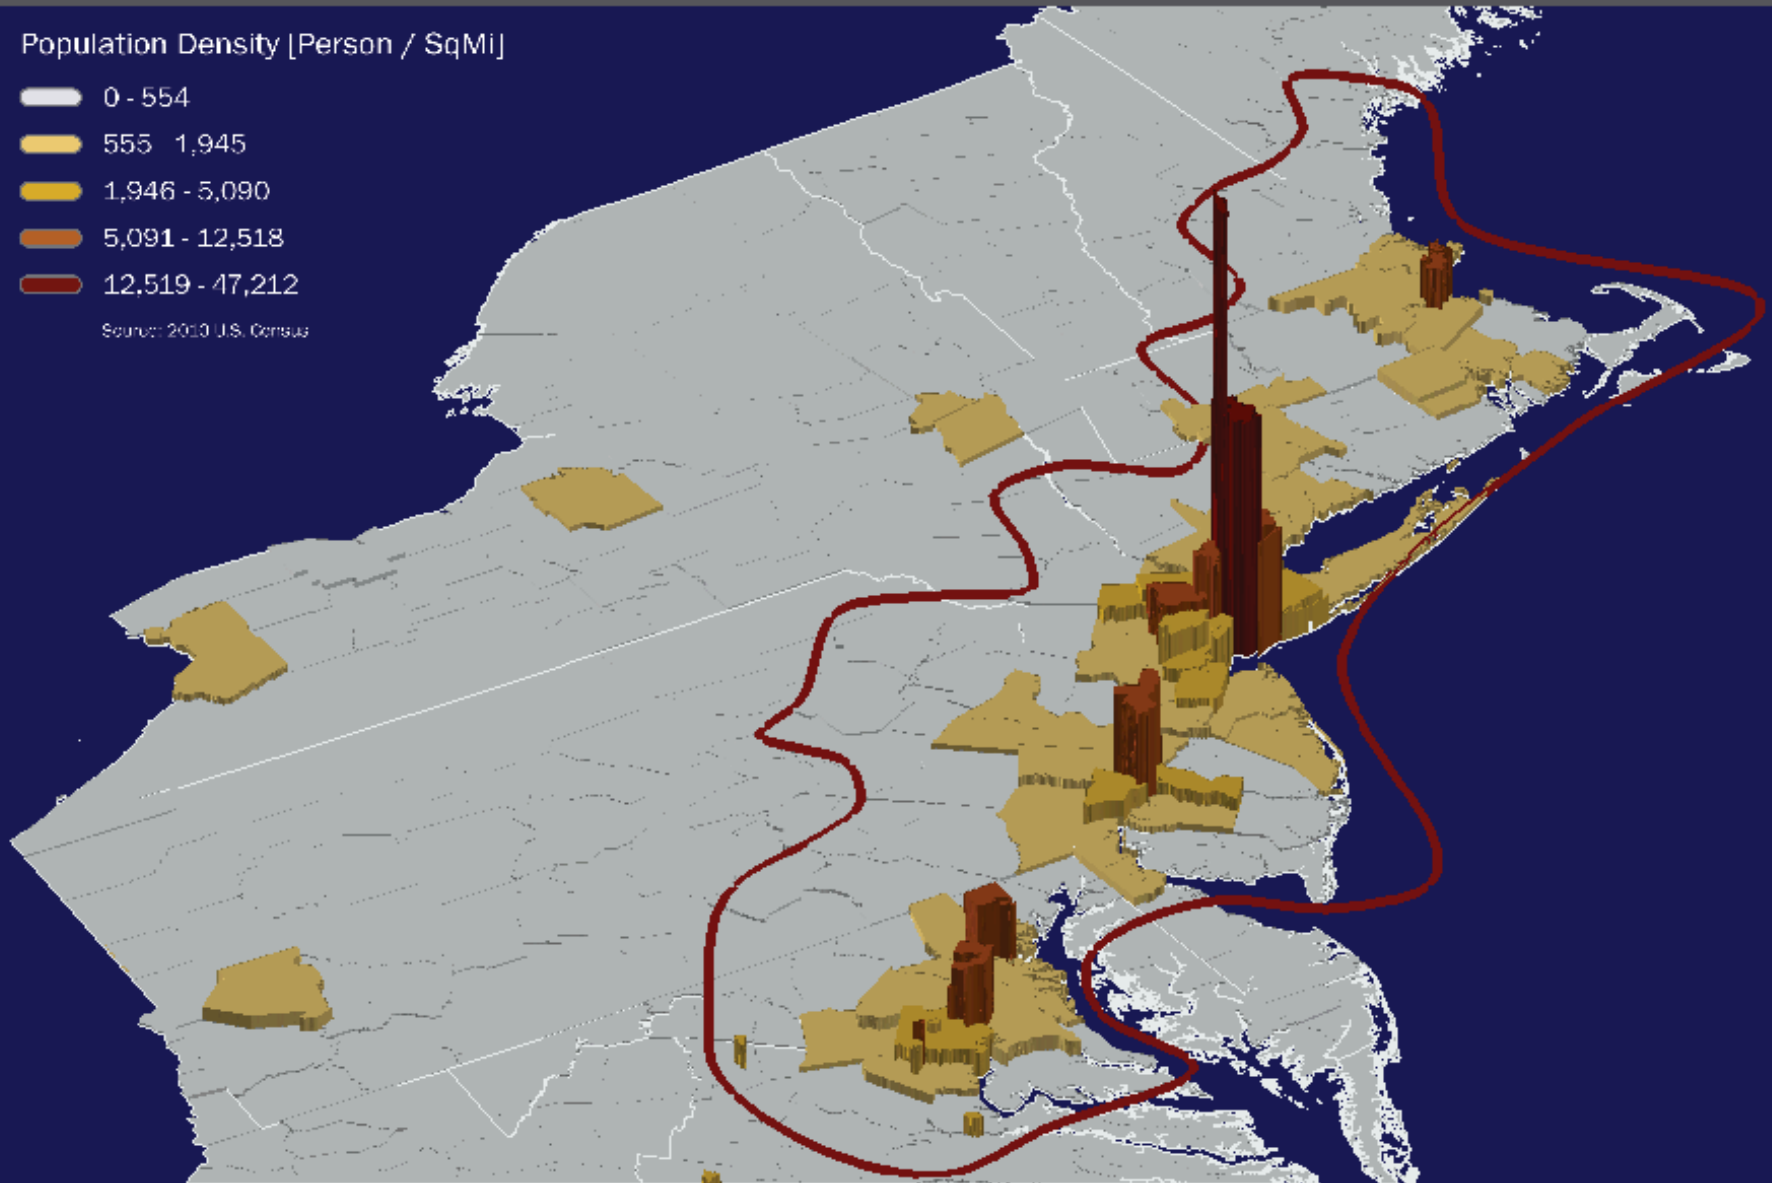 Population Density [Person / SqMi]
0 - 554
555 1,945
1,946 - 5,090
5,091 - 12,518
12,519 - 47,212
Source: 2010 U.S. Census